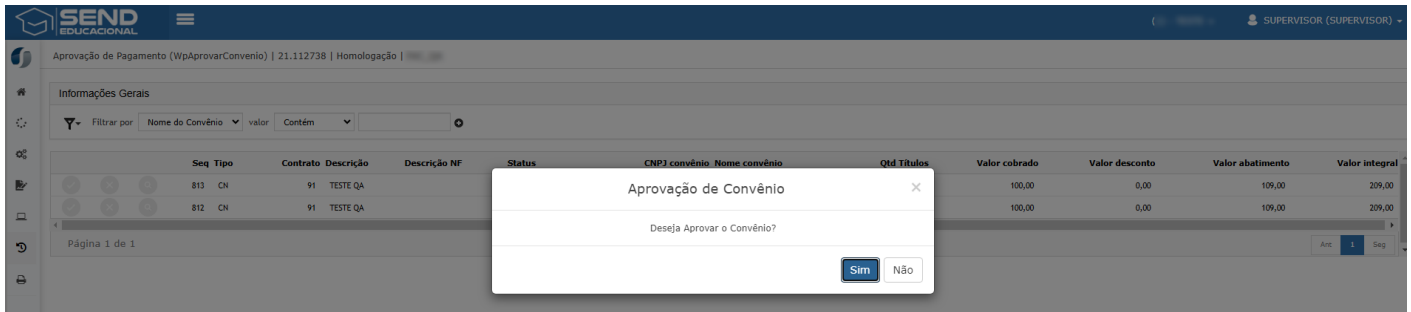 SEND
EDUCACIONAL
SUPERVISOR (SUPERVISOR)
Aprovação de Pagamento (WpAprovarConvenio) | 21.112738 | Homologação |
Informações Gerais
Filtrar por Nome do Convênio valor Contém
Seq Tipo Contrato Descrição Descrição NF Status CNPJ convênio Nome convênio Qtd Títulos Valor cobrado Valor desconto Valor abatimento Valor integral
813 CN 91 TESTE QA 100,00 0,00 109,00 209,00
812 CN 91 TESTE QA 100,00 0,00 109,00 209,00
Página 1 de 1
Ant 1 Seg
Aprovação de Convênio
Deseja Aprovar o Convênio?
Sim Não